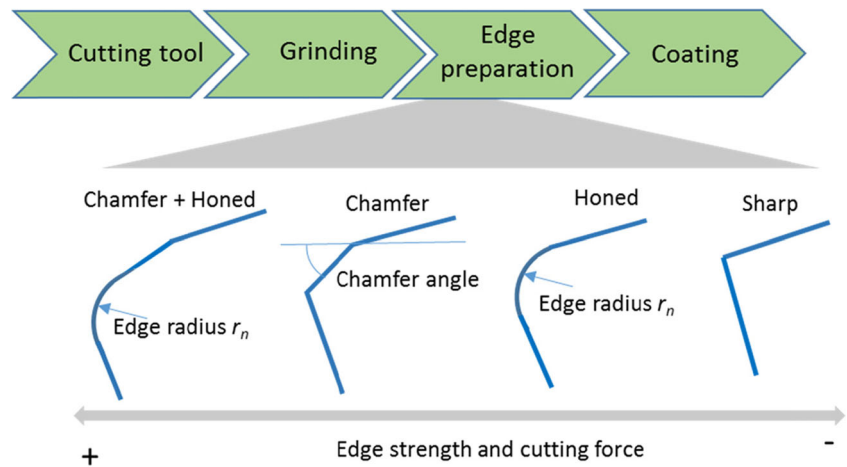 Cutting tool
Grinding
Edge
preparation
Coating
Chamfer + Honed
Chamfer
Honed
Sharp
Chamfer angle
Edge radius rn
Edge radius rn
+
Edge strength and cutting force
-